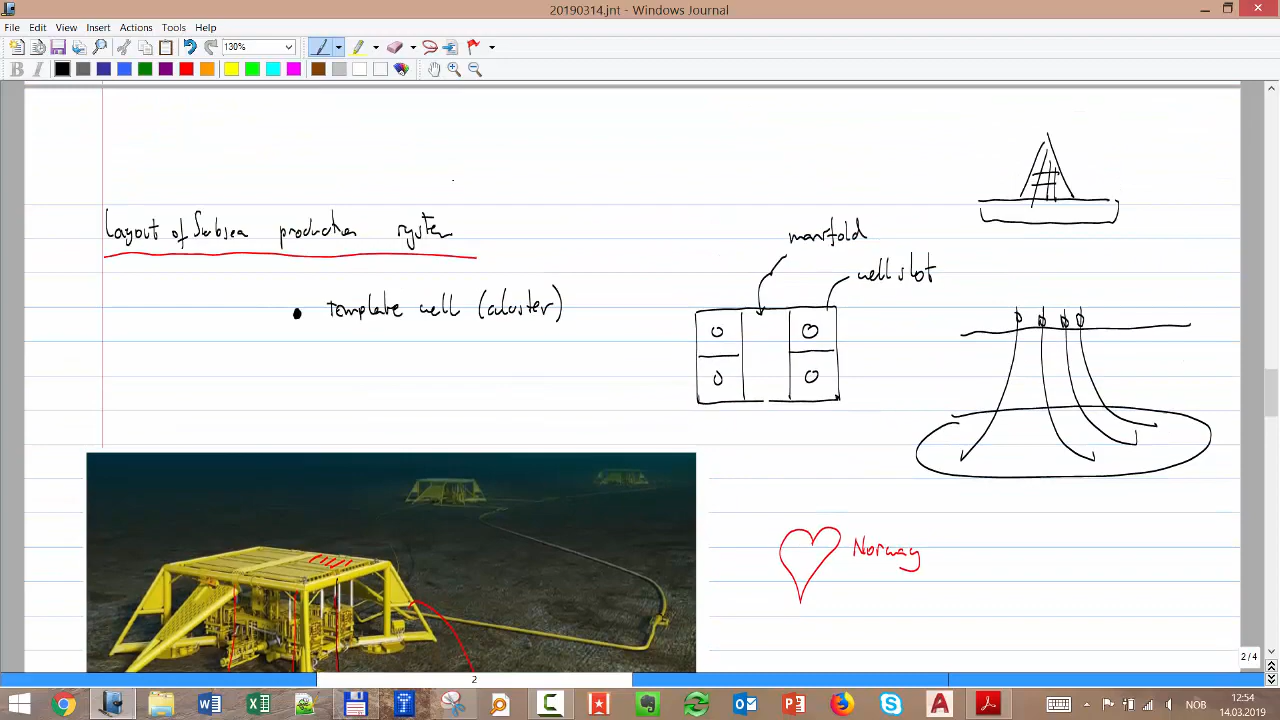 20190314.jnt - Windows Journal
File Edit View Insert Actions Tools Help
130%
B I
Layout of Subsea production system
manifold
well slot
• template well (cluster)
Norway
2/4
2
12:54
NOB
14.03.2019